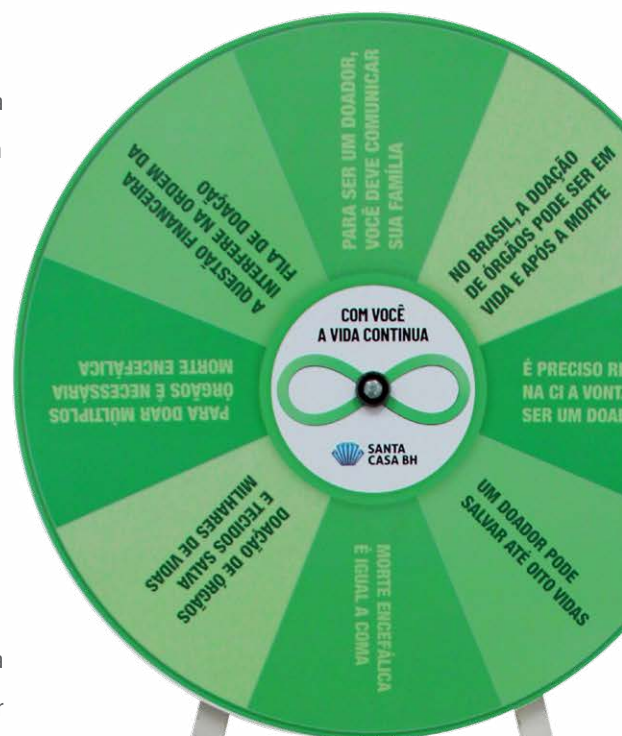 PARA SER UM DOADOR,
VOCÊ DEVE COMUNICAR
SUA FAMÍLIA
NO BRASIL, A DOAÇÃO
DE ÓRGÃOS PODE SER EM
VIDA E APÓS A MORTE
É PRECISO
NA CI A
SER UM
UM DOADOR PODE
SALVAR ATÉ OITO VIDAS
MORTE ENCEFÁLICA
É IGUAL A COMA
DOAÇÃO DE ÓRGÃOS
E TECIDOS SALVA
MILHARES DE VIDAS
PARA DOAR MÚLTIPLOS
ÓRGÃOS É NECESSÁRIA
MORTE ENCEFÁLICA
A QUESTÃO FINANCEIRA
INTERFERE NA ORDEM DA
FILA DE DOAÇÃO
COM VOCÊ
A VIDA CONTINUA
SANTA
CASA BH